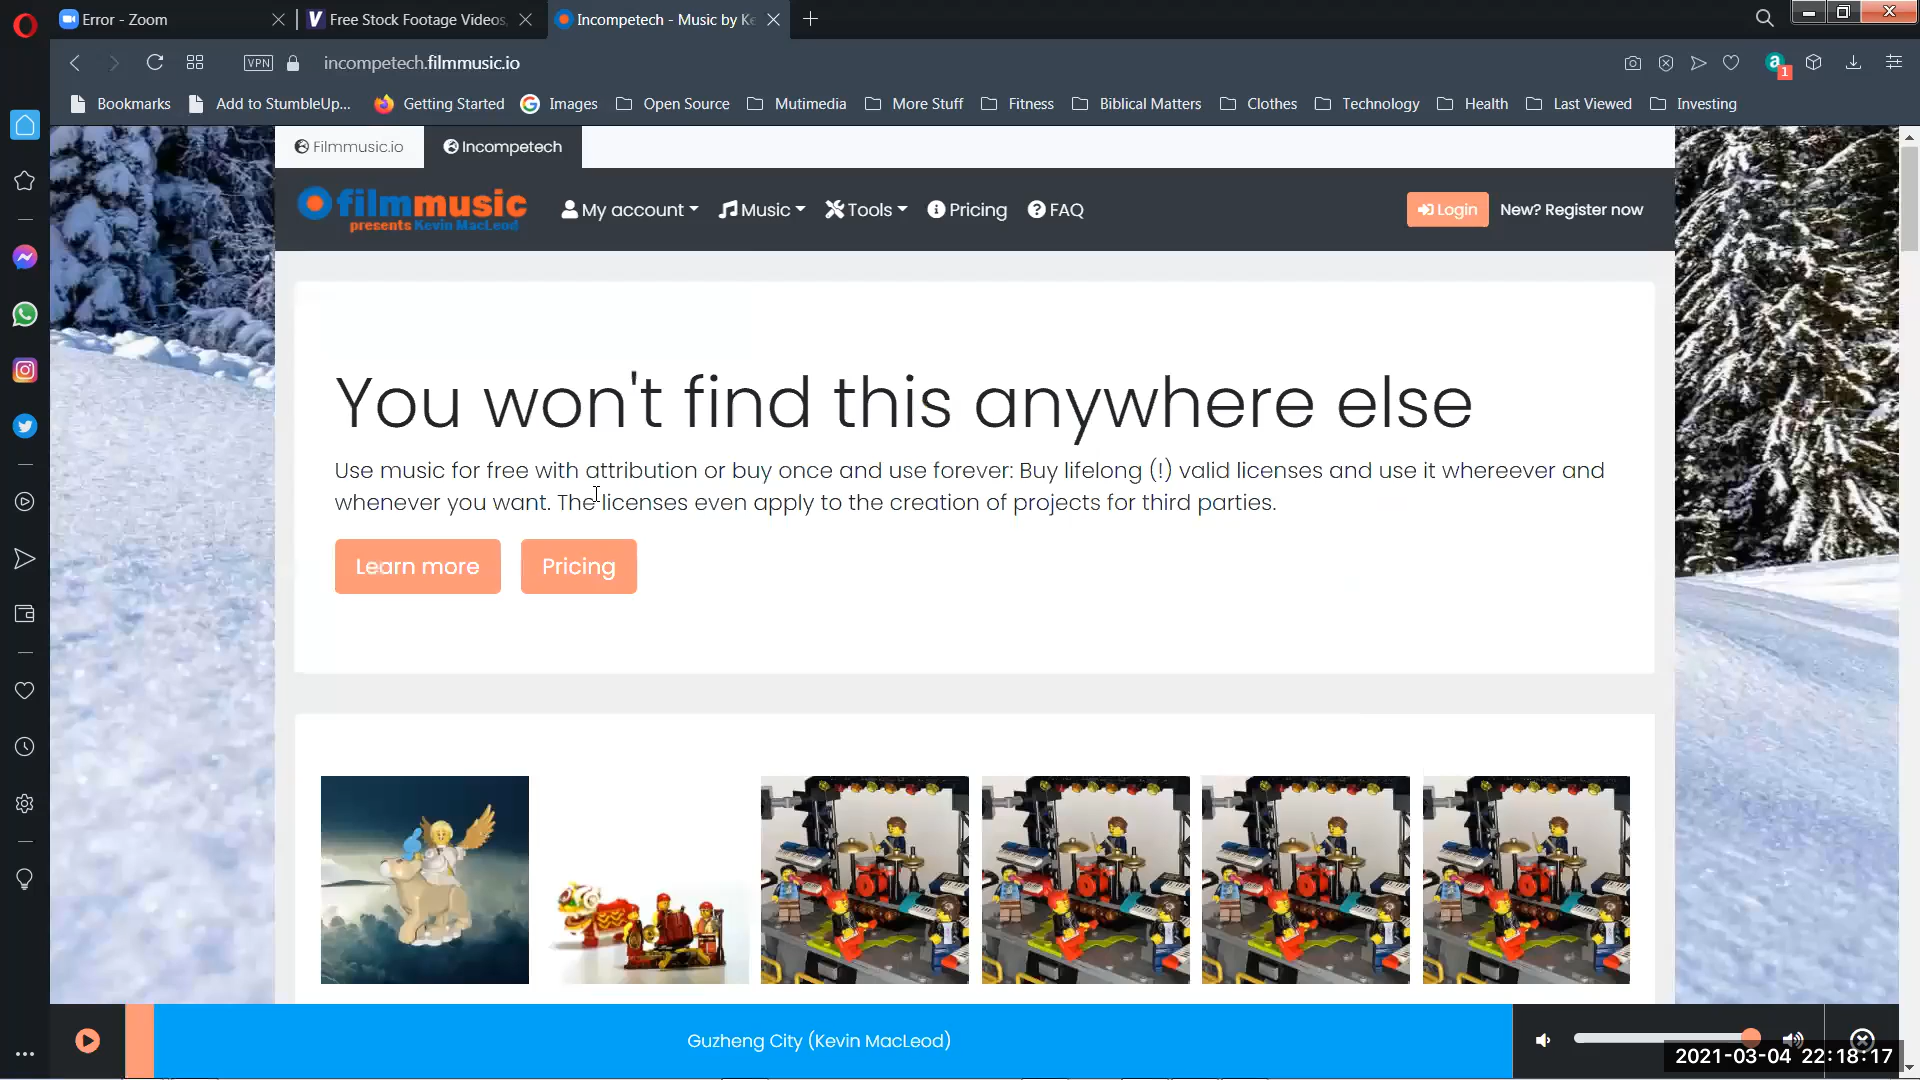 Error - Zoom
Free Stock Footage Videos,
Incompetech - Music by Ke
VPN
incompetech.filmmusic.io
1
Bookmarks
Add to StumbleUp...
Getting Started
Images
Open Source
Mutimedia
More Stuff
Fitness
Biblical Matters
Clothes
Technology
Health
Last Viewed
Investing
Filmmusic.io
Incompetech
filmmusic
presents Kevin MacLeod
My account
Music
Tools
Pricing
FAQ
Login
New? Register now
You won't find this anywhere else
Use music for free with attribution or buy once and use forever: Buy lifelong (!) valid licenses and use it whereever and
whenever you want. The licenses even apply to the creation of projects for third parties.
Learn more
Pricing
Guzheng City (Kevin MacLeod)
2021-03-04 22:18:17